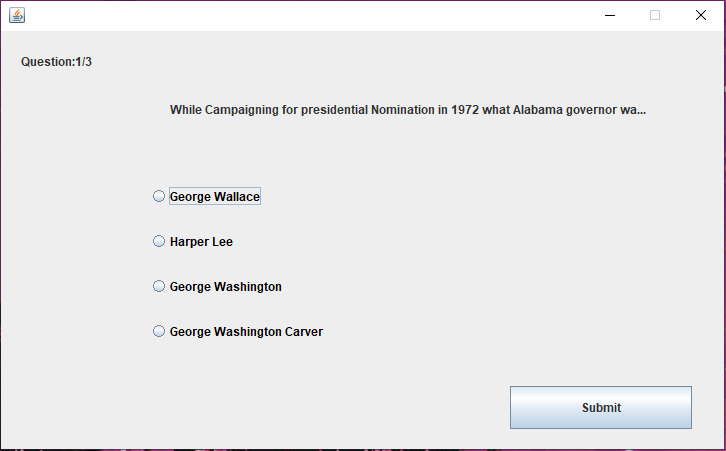 Question:1/3
While Campaigning for presidential Nomination in 1972 what Alabama governor wa...
George Wallace
Harper Lee
George Washington
George Washington Carver
Submit